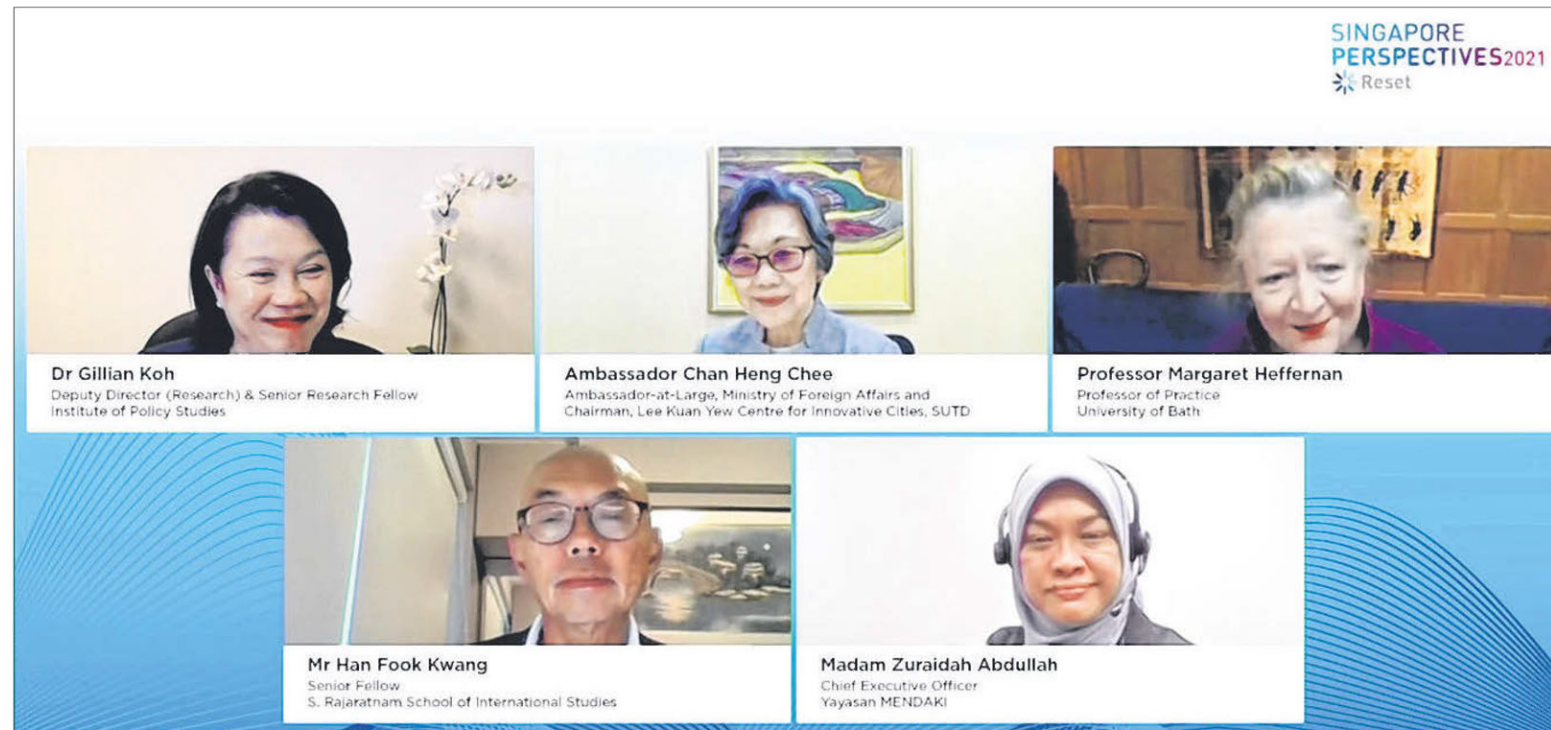 SINGAPORE
PERSPECTIVES2021
Reset
Dr Gillian Koh
Deputy Director (Research) & Senior Research Fellow
Institute of Policy Studies
Ambassador Chan Heng Chee
Ambassador-at-Large, Ministry of Foreign Affairs and
Chairman, Lee Kuan Yew Centre for Innovative Cities, SUTD
Professor Margaret Heffernan
Professor of Practice
University of Bath
Mr Han Fook Kwang
Senior Fellow
S. Rajaratnam School of International Studies
Madam Zuraidah Abdullah
Chief Executive Officer
Yayasan MENDAKI